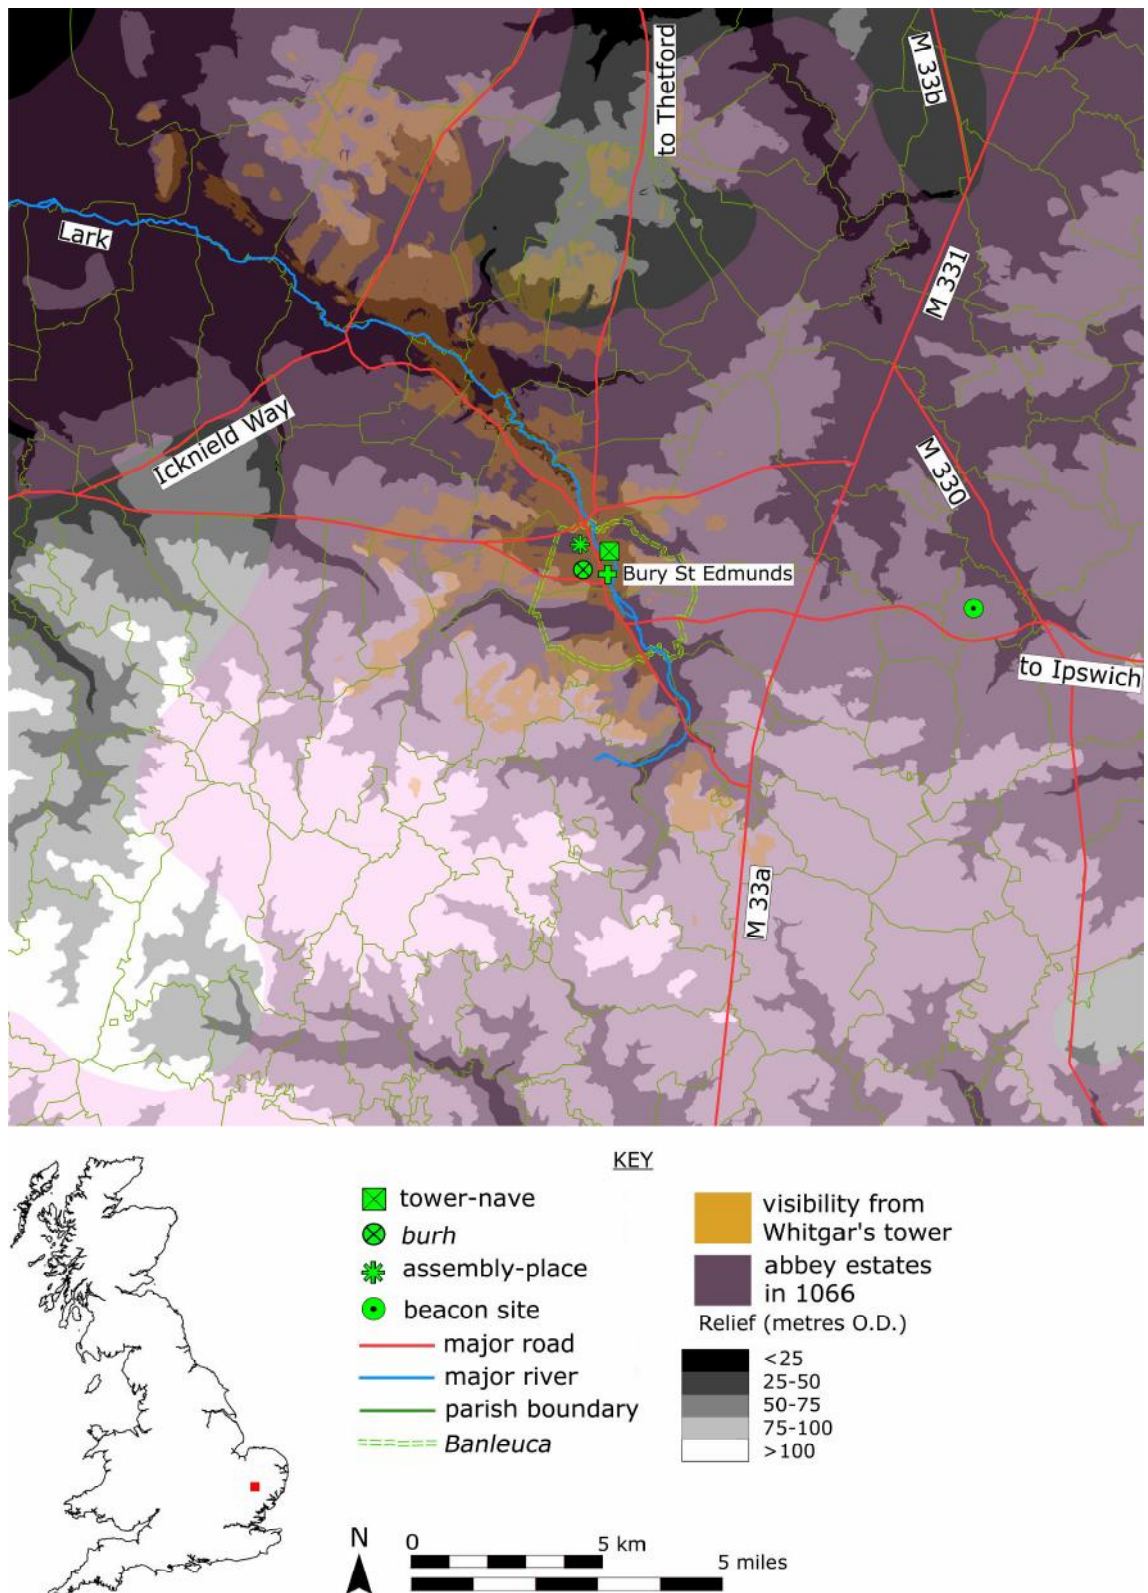 to Thetford
M 33b
Lark
M 331
Icknield Way
M 330
Bury St Edmunds
to Ipswich
M 33a
KEY
tower-nave
burh
assembly-place
beacon site
major road
major river
parish boundary
Banleuca
visibility from
Whitgar's tower
abbey estates
in 1066
Relief (metres O.D.)
<25
25-50
50-75
75-100
>100
N
0
5 km
5 miles